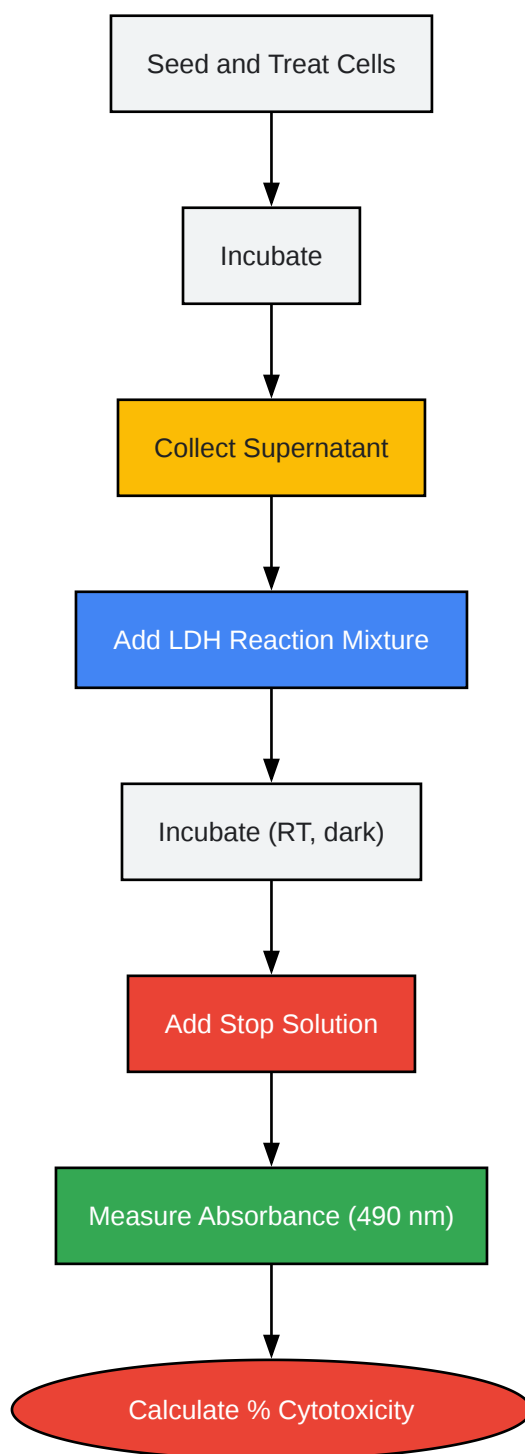 Seed and Treat Cells
Incubate
Collect Supernatant
Add LDH Reaction Mixture
Incubate (RT, dark)
Add Stop Solution
Measure Absorbance (490 nm)
Calculate % Cytotoxicity